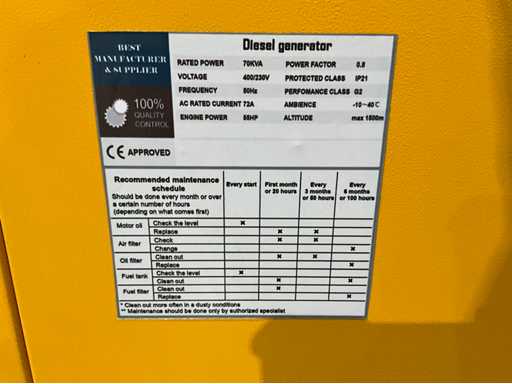 BEST
MANUFACTURER
& SUPPLIER
100%
QUALITY
CONTROL
CE APPROVED
Diesel generator
RATED POWER 70KVA POWER FACTOR 0.8
VOLTAGE 400/230V PROTECTED CLASS IP21
FREQUENCY 50Hz PERFOMANCE CLASS G2
AC RATED CURRENT 72A AMBIENCE -10~40℃
ENGINE POWER 55HP ALTITUDE max 1500m
Recommended maintenance
schedule
Should be done every month or over
a certain number of hours
(depending on what comes first)
Every start
First month
or 20 hours
Every
3 months
or 50 hours
Every
6 months
or 100 hours
Motor oil Check the level x
Replace x x
Air filter Check x x
Change x
Oil filter Clean out x x
Replace x
Fuel tank Check the level x
Clean out x x
Fuel filter Clean out x
Replace x
* Clean out more often in a dusty conditions
** Maintenance should be done only by authorized specialist